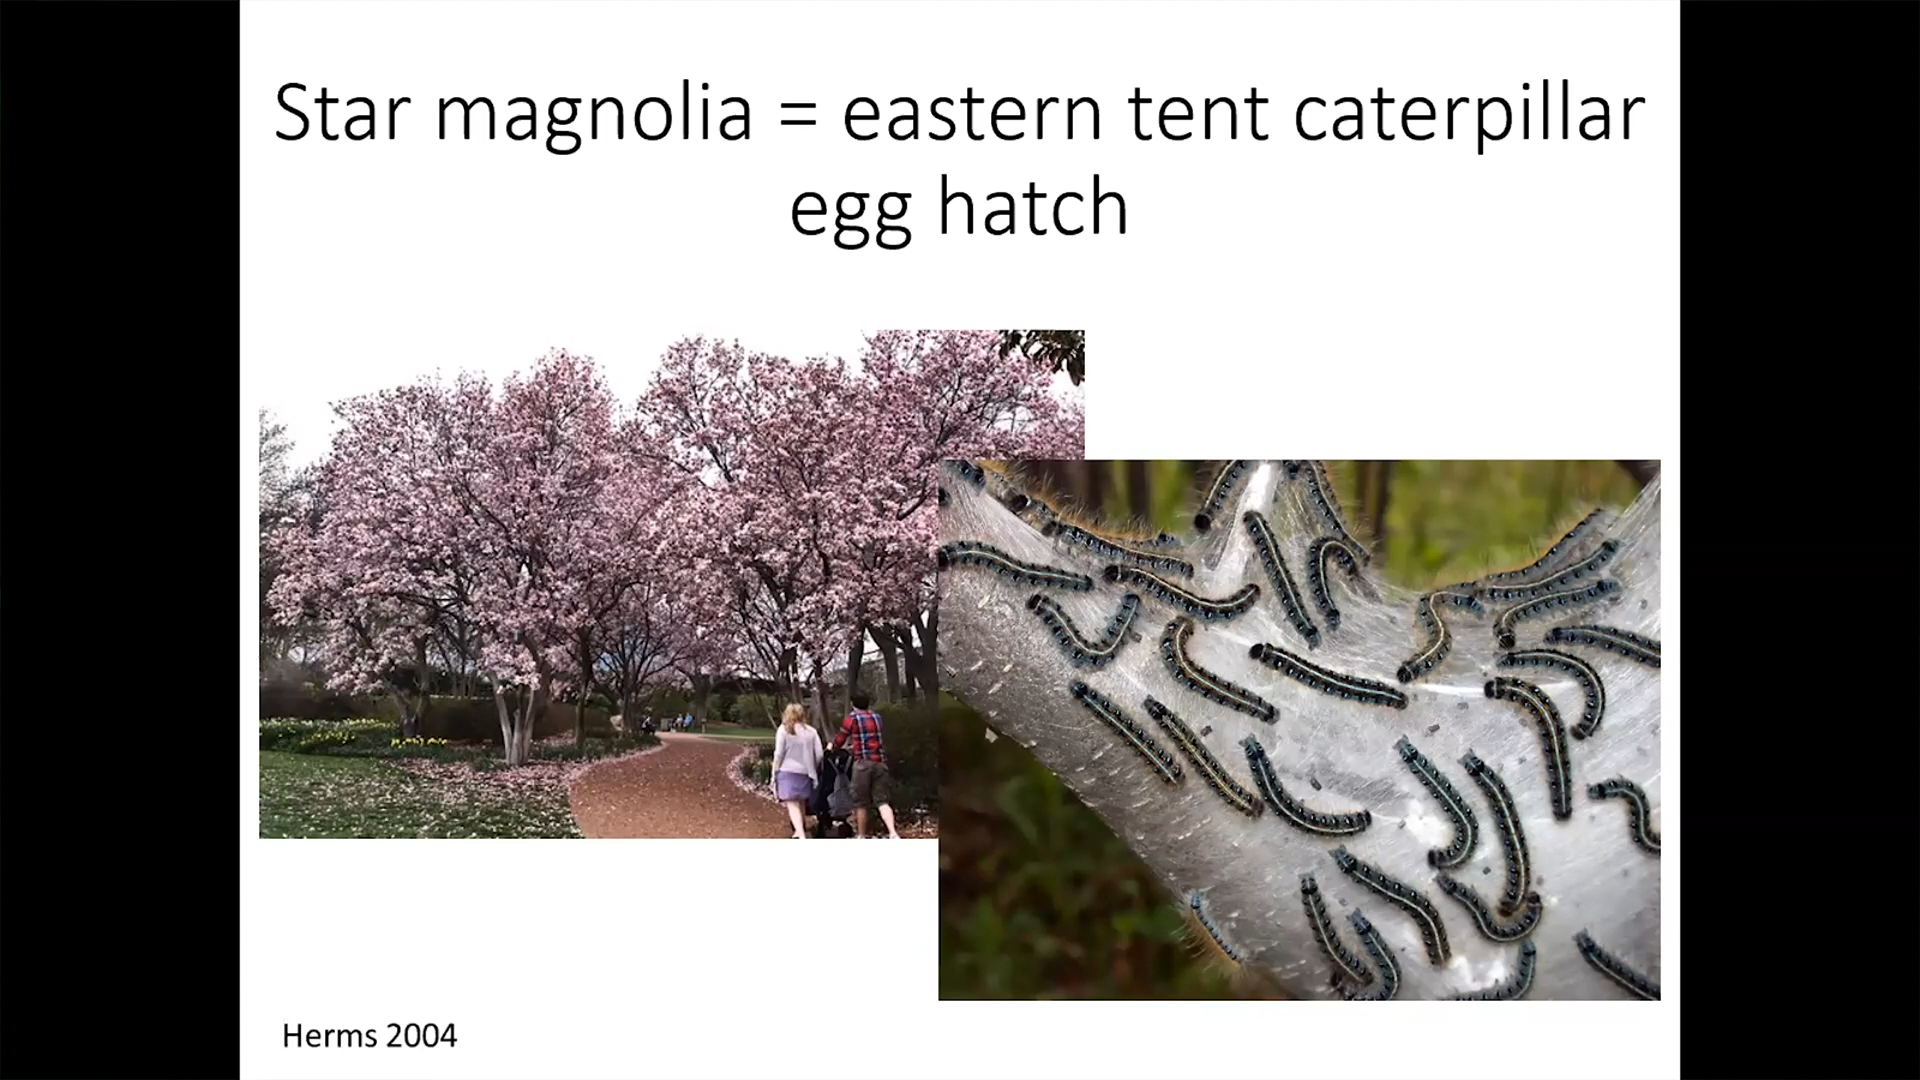 Star magnolia = eastern tent caterpillar
egg hatch
Herms 2004